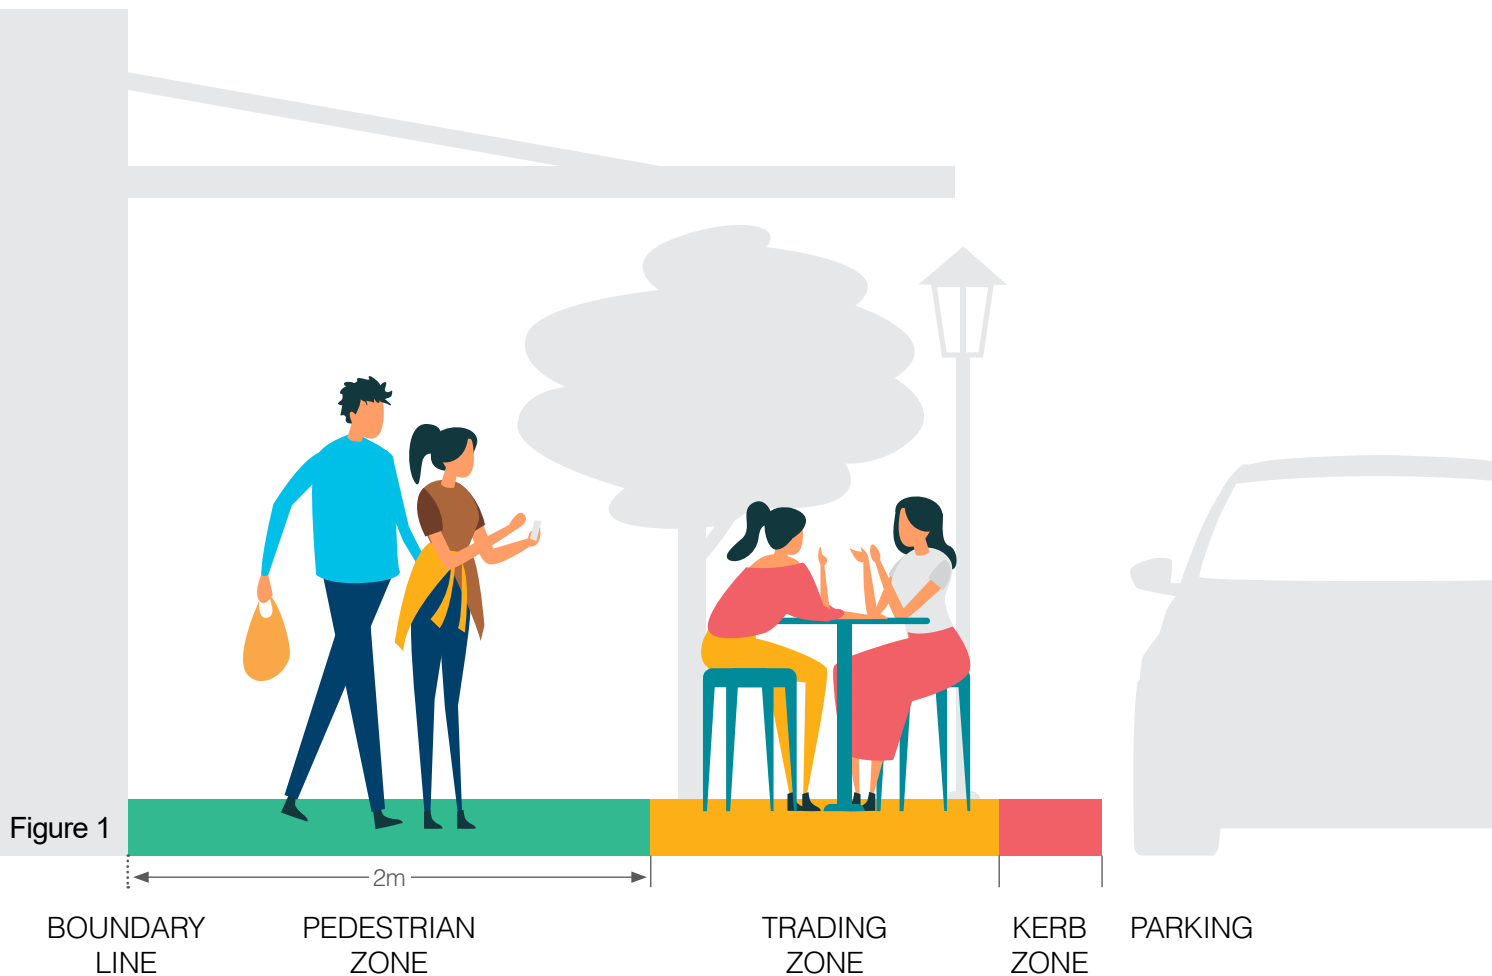 Figure 1
2m
BOUNDARY
LINE
PEDESTRIAN
ZONE
TRADING
ZONE
KERB
ZONE
PARKING